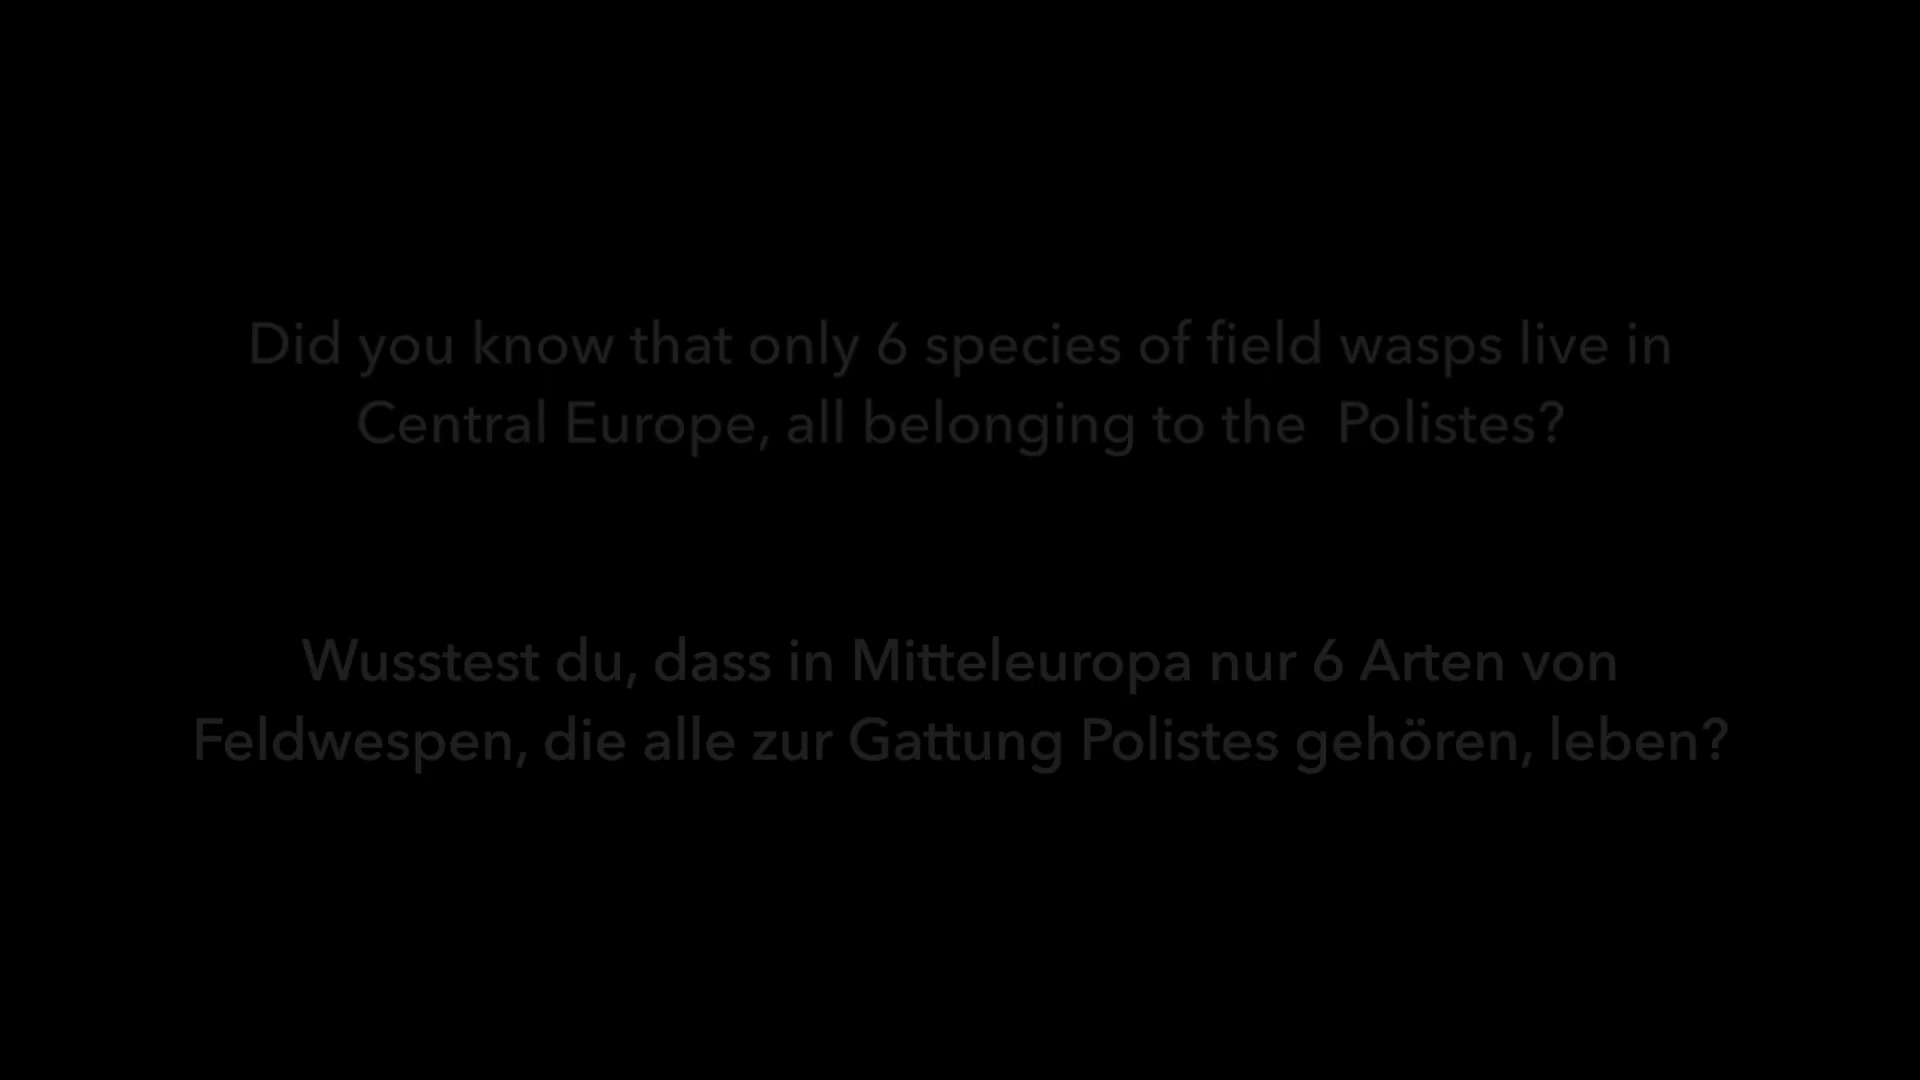 Did you know that only 6 species of field wasps live in
Central Europe, all belonging to the  Polistes?
Wusstest du, dass in Mitteleuropa nur 6 Arten von
Feldwespen, die alle zur Gattung Polistes gehören, leben?